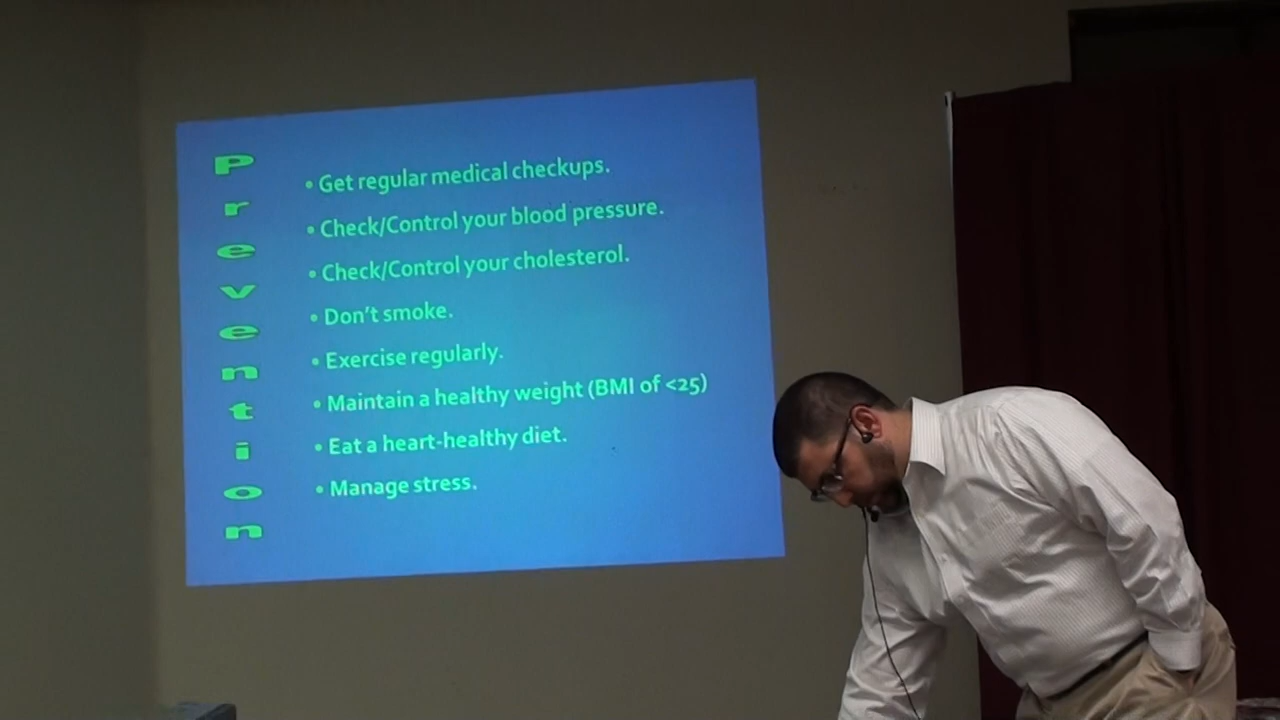 Prevention
• Get regular medical checkups.
• Check/Control your blood pressure.
• Check/Control your cholesterol.
• Don't smoke.
• Exercise regularly.
• Maintain a healthy weight (BMI of <25)
• Eat a heart-healthy diet.
• Manage stress.